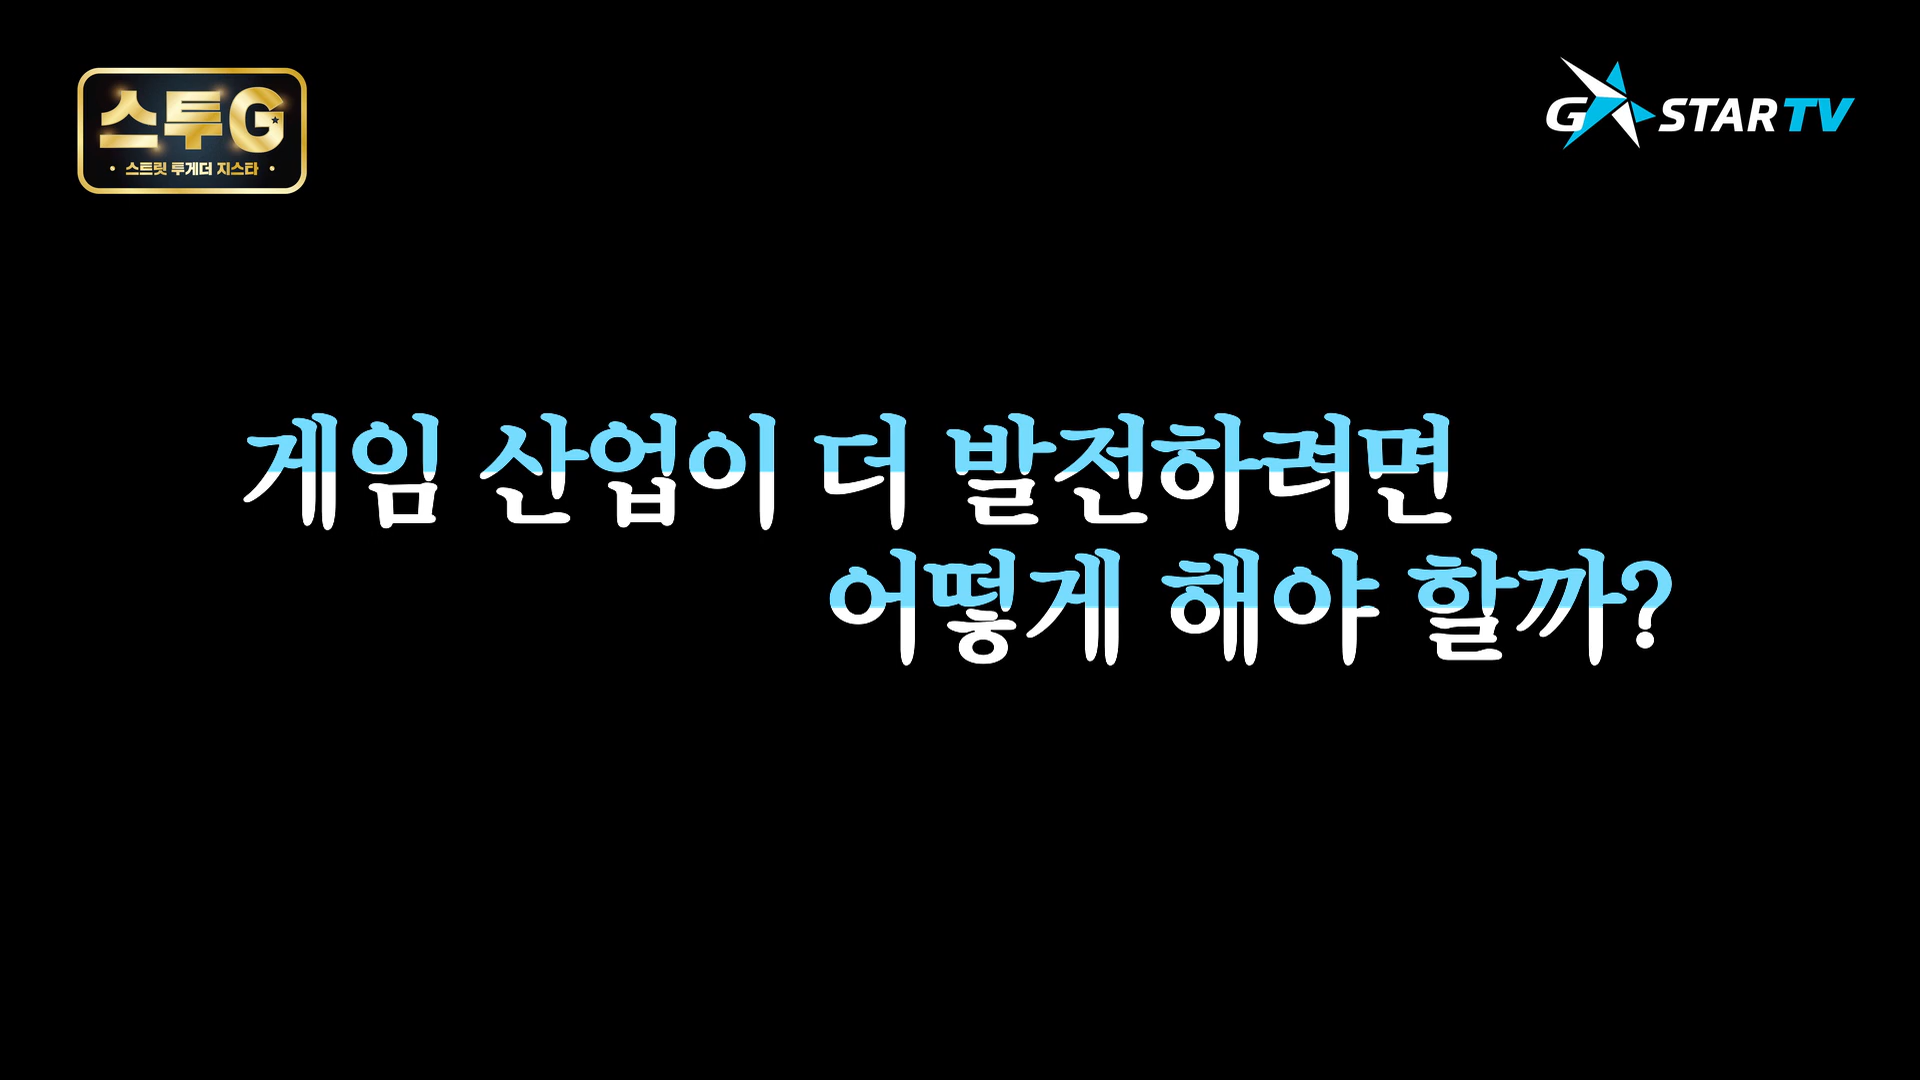 스투G
· 스트릿 투게더 지스타 ·
G STAR TV
게임 산업이 더 발전하려면
어떻게 해야 할까?